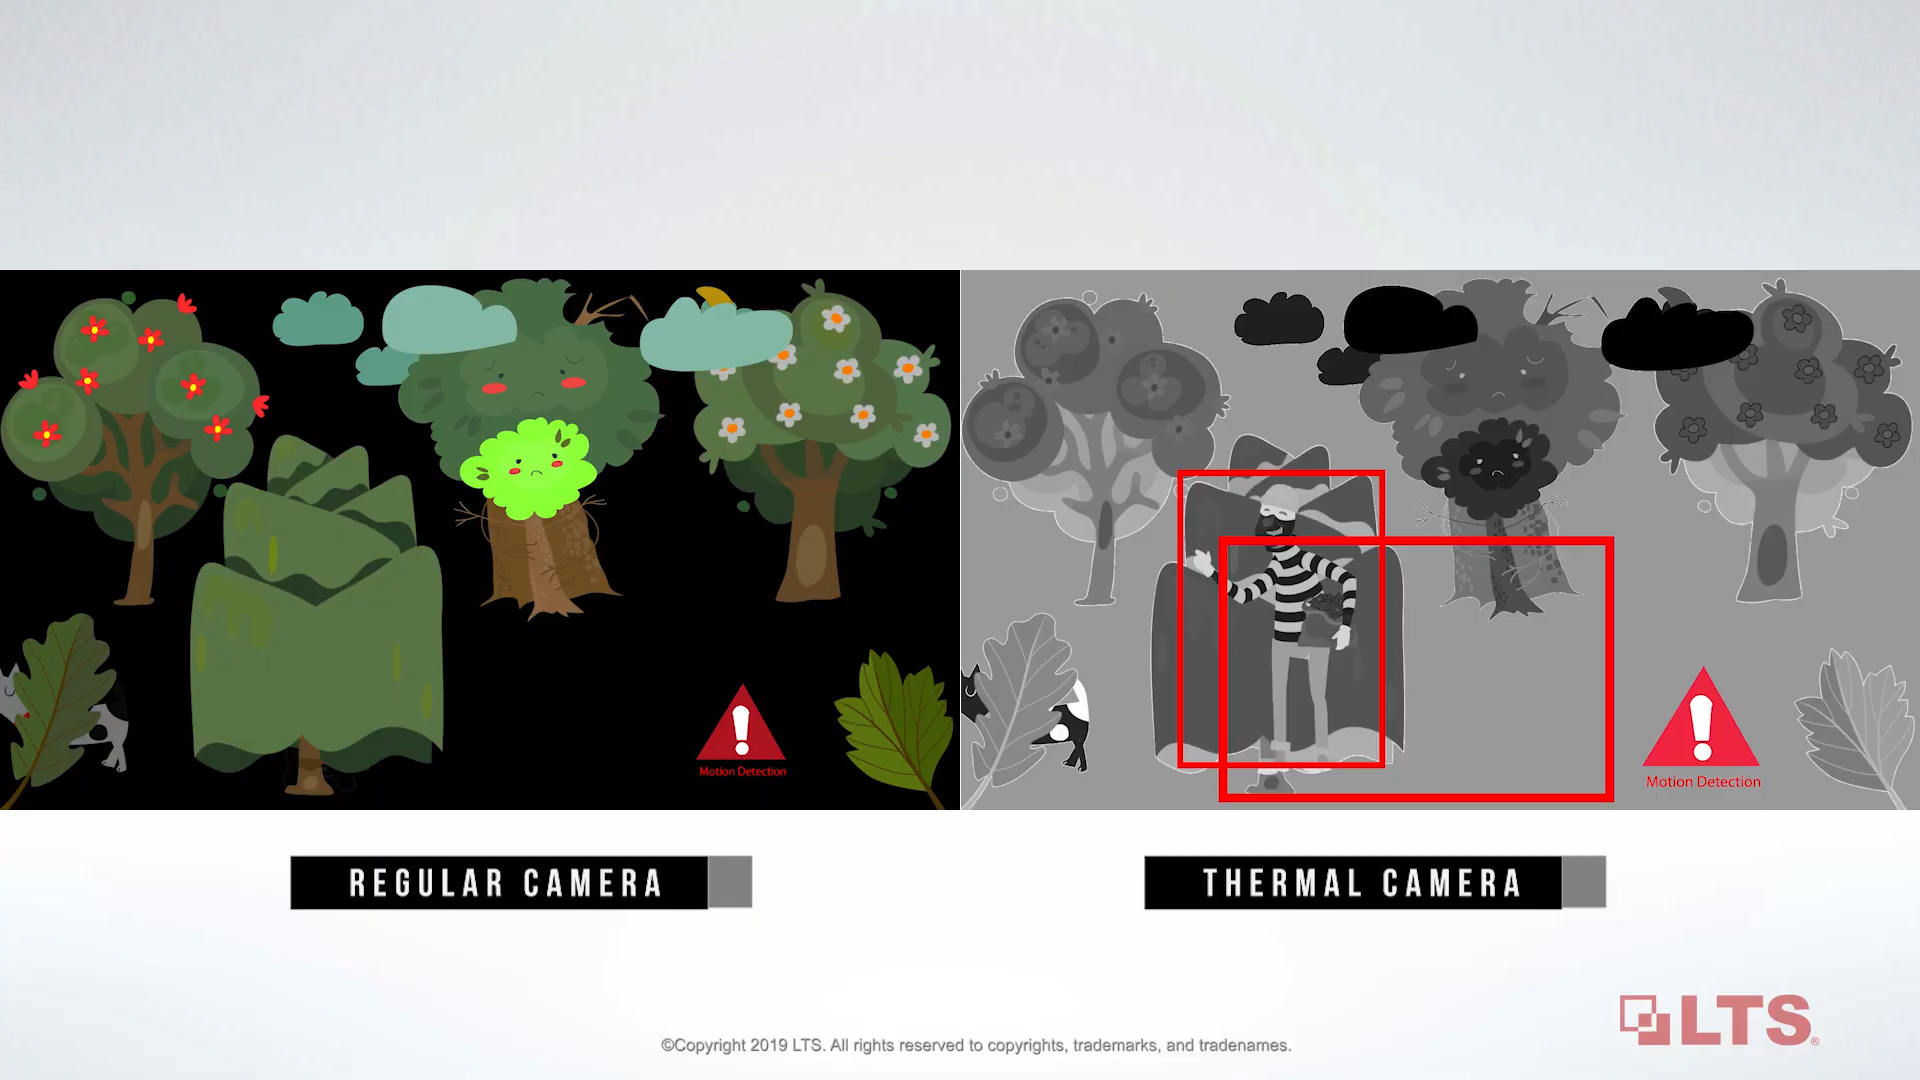 Motion Detection
Motion Detection
REGULAR CAMERA
THERMAL CAMERA
LTS®
©Copyright 2019 LTS. All rights reserved to copyrights, trademarks, and tradenames.